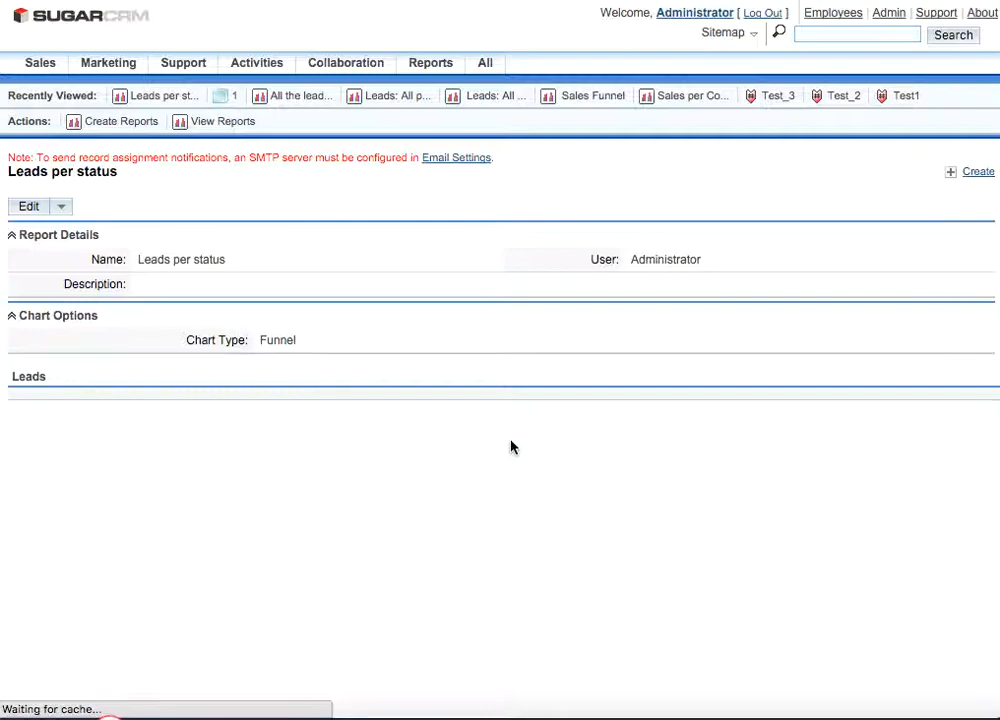 SUGARCRM
Welcome, Administrator [ Log Out ] Employees | Admin | Support | About
Sitemap Search
Sales Marketing Support Activities Collaboration Reports All
Recently Viewed: Leads per st... 1 All the lead... Leads: All p... Leads: All ... Sales Funnel Sales per Co... Test_3 Test_2 Test1
Actions: Create Reports View Reports
Note: To send record assignment notifications, an SMTP server must be configured in Email Settings.
Leads per status
Create
Edit
Report Details
Name: Leads per status User: Administrator
Description:
Chart Options
Chart Type: Funnel
Leads
Waiting for cache...